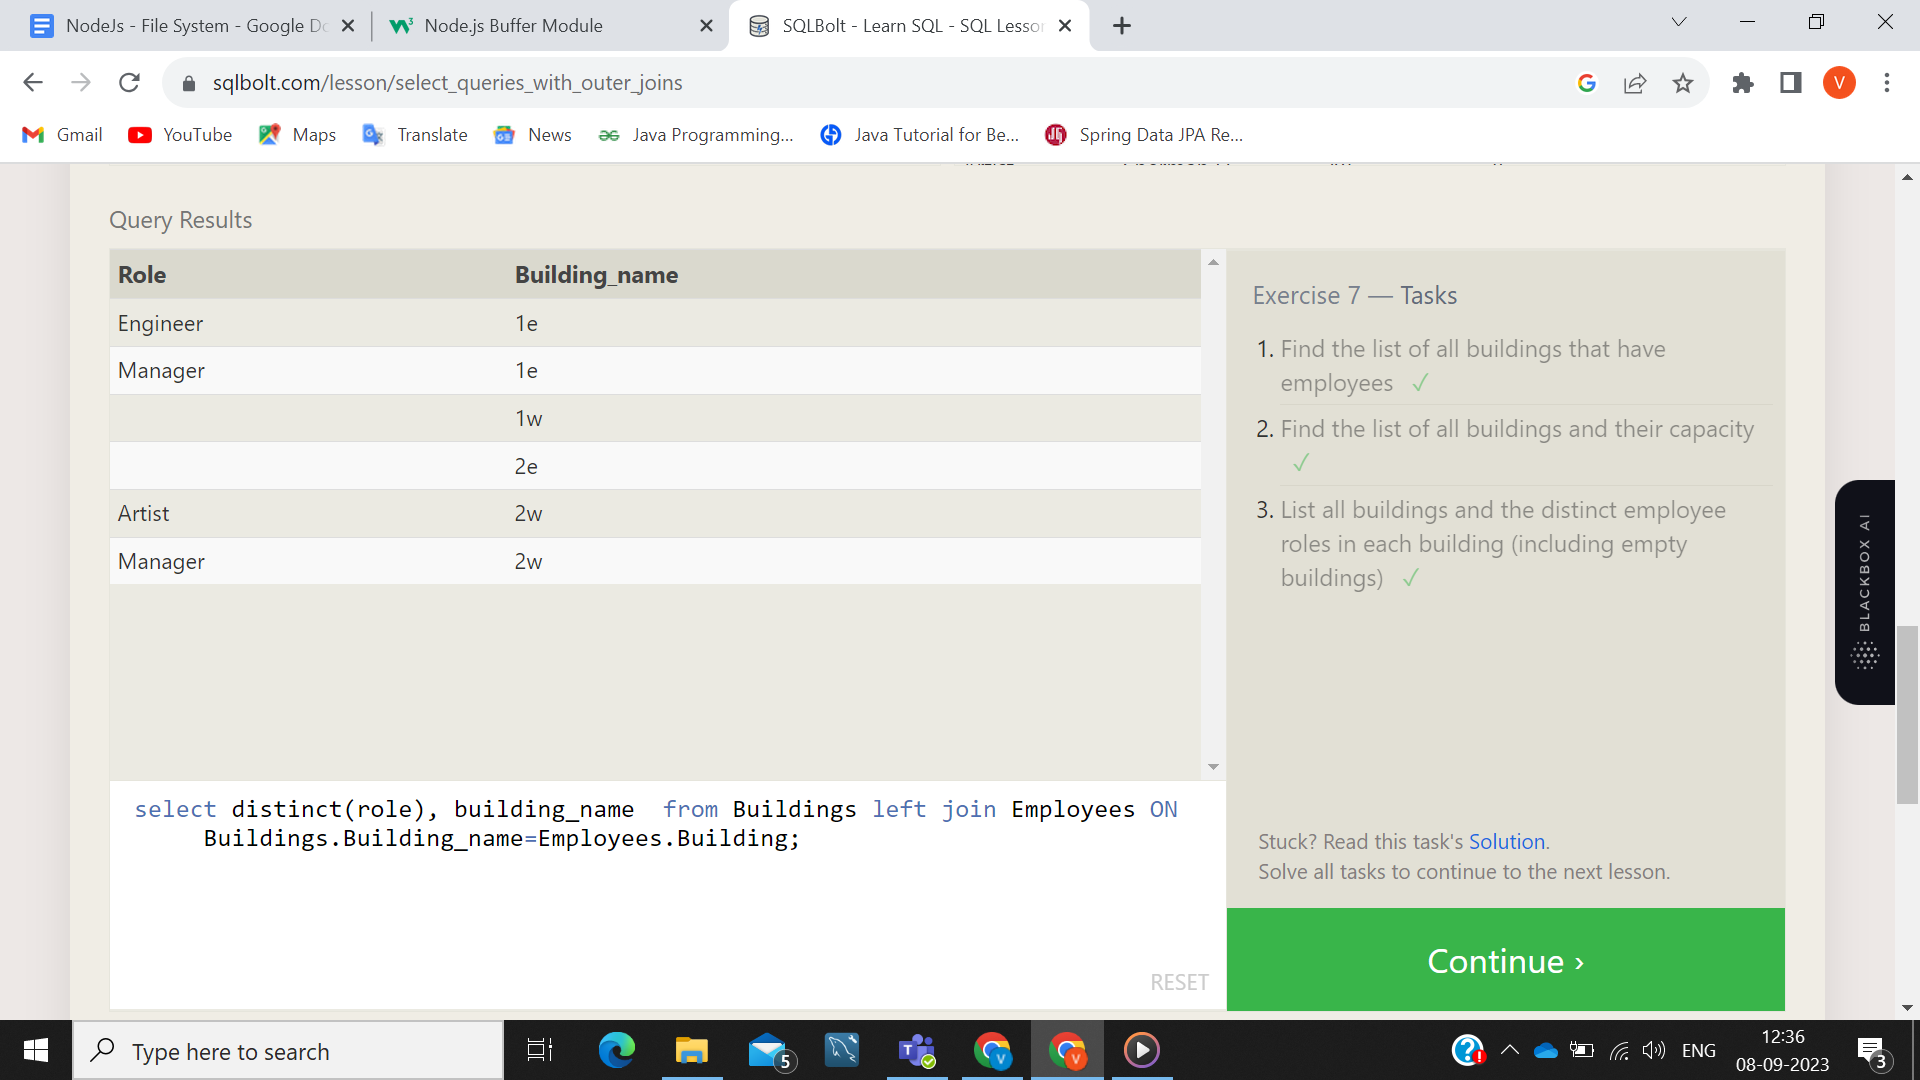 NodeJs - File System - Google Do
Node.js Buffer Module
SQLBolt - Learn SQL - SQL Lesson
sqlbolt.com/lesson/select_queries_with_outer_joins
V
Gmail
YouTube
Maps
Translate
News
Java Programming...
Java Tutorial for Be...
Spring Data JPA Re...
Query Results
Role Building_name
Engineer 1e
Manager 1e
1w
2e
Artist 2w
Manager 2w
select distinct(role), building_name  from Buildings left join Employees ON
Buildings.Building_name=Employees.Building;
RESET
Exercise 7 — Tasks
1. Find the list of all buildings that have
employees ✓
2. Find the list of all buildings and their capacity
✓
3. List all buildings and the distinct employee
roles in each building (including empty
buildings) ✓
Stuck? Read this task's Solution.
Solve all tasks to continue to the next lesson.
Continue ›
BLACKBOX AI
Type here to search
5
ENG
12:36
08-09-2023
3